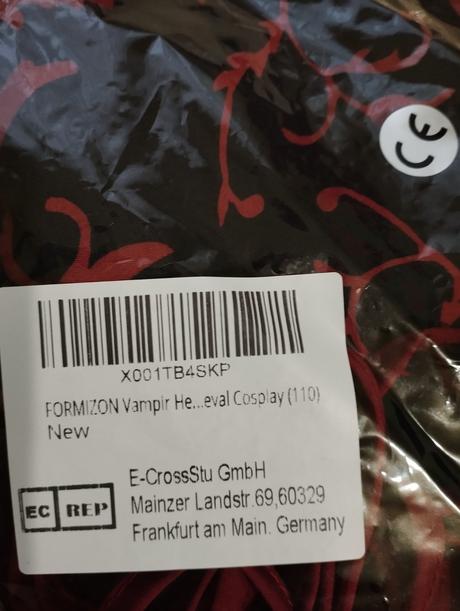 CE
X001TB4SKP
FORMIZON Vampir He...eval Cosplay (110)
New
EC REP
E-CrossStu GmbH
Mainzer Landstr.69,60329
Frankfurt am Main. Germany